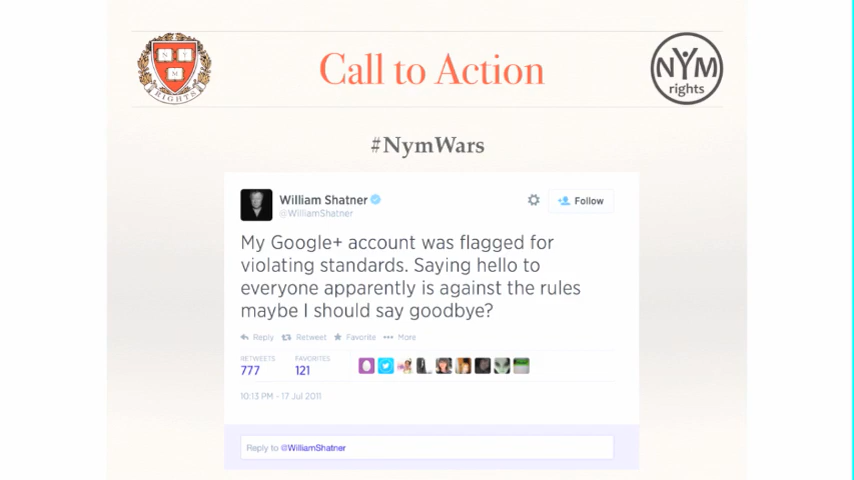 NY
M
RIGHTS
Call to Action
NYM
rights
#NymWars
William Shatner
@WilliamShatner
Follow
My Google+ account was flagged for
violating standards. Saying hello to
everyone apparently is against the rules
maybe I should say goodbye?
Reply Retweet Favorite More
RETWEETS FAVORITES
777 121
10:13 PM - 17 Jul 2011
Reply to @WilliamShatner